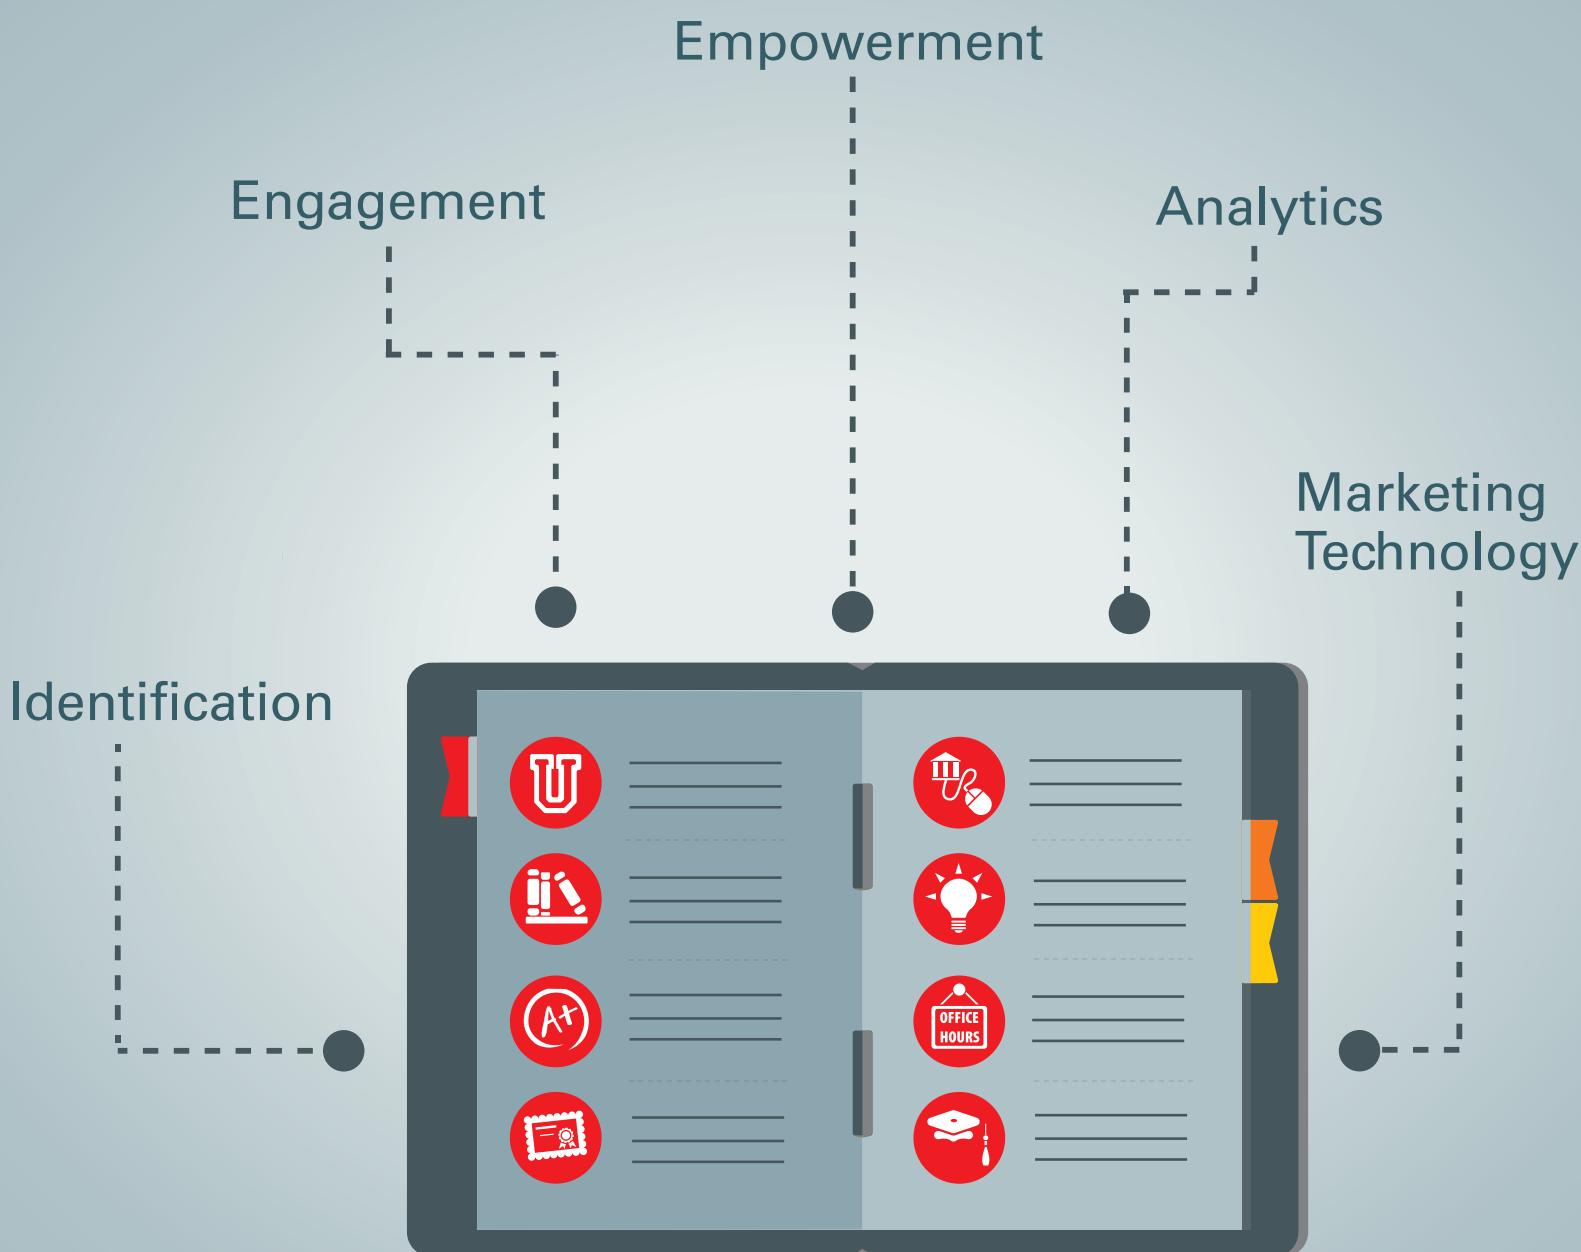 Empowerment
Engagement
Analytics
Marketing
Technology
Identification
U
A+
OFFICE
HOURS